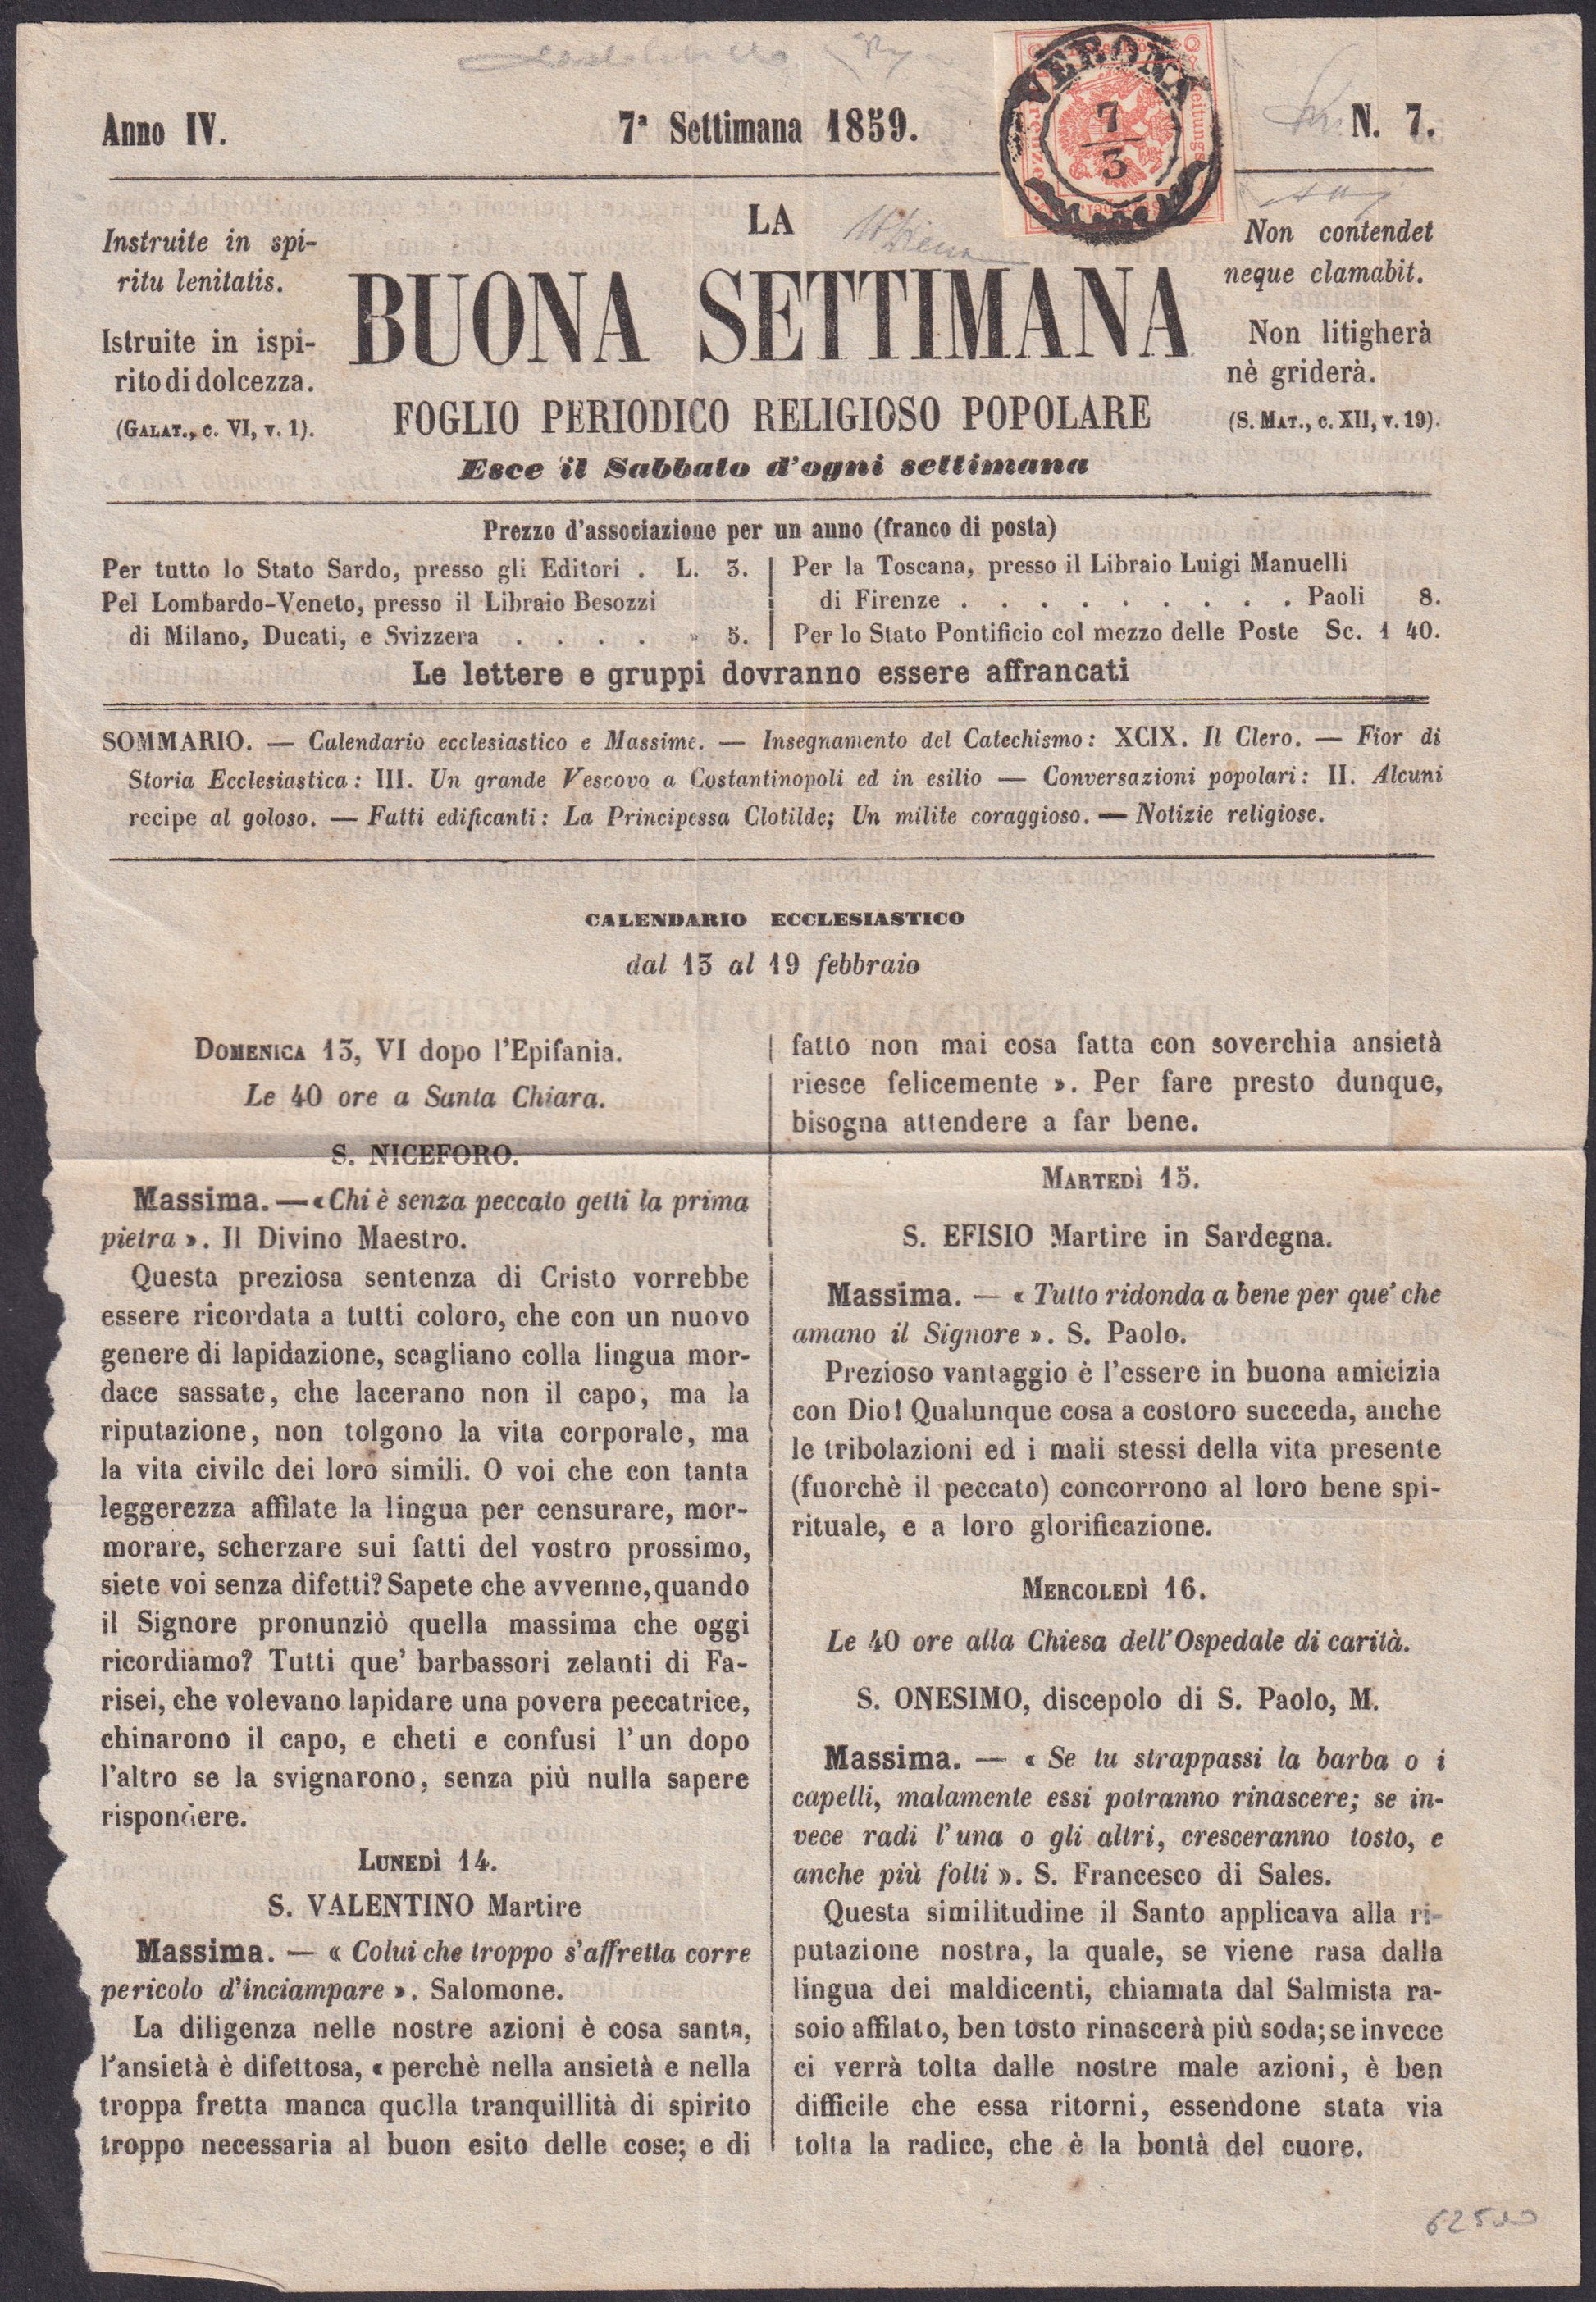 VERONA
7
3
Anno IV.
7ª Settimana 1859.
N. 7.
Instruite in spi-
ritu lenitatis.
Istruite in ispi-
rito di dolcezza.
(GALAT., c. VI, v. 1).
LA
BUONA SETTIMANA
FOGLIO PERIODICO RELIGIOSO POPOLARE
Esce il Sabbato d'ogni settimana
Non contendet
neque clamabit.
Non litigherà
nè griderà.
(S. MAT., c. XII, v. 19).
Prezzo d'associazione per un anno (franco di posta)
Per tutto lo Stato Sardo, presso gli Editori . L. 3.
Pel Lombardo-Veneto, presso il Libraio Besozzi
di Milano, Ducati, e Svizzera . . . . » 5.
Per la Toscana, presso il Libraio Luigi Manuelli
di Firenze . . . . . . . . . Paoli 8.
Per lo Stato Pontificio col mezzo delle Poste Sc. 1 40.
Le lettere e gruppi dovranno essere affrancati
SOMMARIO. — Calendario ecclesiastico e Massime. — Insegnamento del Catechismo: XCIX. Il Clero. — Fior di
Storia Ecclesiastica: III. Un grande Vescovo a Costantinopoli ed in esilio — Conversazioni popolari: II. Alcuni
recipe al goloso. — Fatti edificanti: La Principessa Clotilde; Un milite coraggioso. — Notizie religiose.
CALENDARIO ECCLESIASTICO
dal 13 al 19 febbraio
DOMENICA 13, VI dopo l'Epifania.
Le 40 ore a Santa Chiara.
S. NICEFORO.
Massima. — « Chi è senza peccato getti la prima
pietra ». Il Divino Maestro.
Questa preziosa sentenza di Cristo vorrebbe
essere ricordata a tutti coloro, che con un nuovo
genere di lapidazione, scagliano colla lingua mor-
dace sassate, che lacerano non il capo, ma la
riputazione, non tolgono la vita corporale, ma
la vita civile dei loro simili. O voi che con tanta
leggerezza affilate la lingua per censurare, mor-
morare, scherzare sui fatti del vostro prossimo,
siete voi senza difetti? Sapete che avvenne, quando
il Signore pronunziò quella massima che oggi
ricordiamo? Tutti que' barbassori zelanti di Fa-
risei, che volevano lapidare una povera peccatrice,
chinarono il capo, e cheti e confusi l'un dopo
l'altro se la svignarono, senza più nulla sapere
rispondere.
LUNEDÌ 14.
S. VALENTINO Martire
Massima. — « Colui che troppo s'affretta corre
pericolo d'inciampare ». Salomone.
La diligenza nelle nostre azioni è cosa santa,
l'ansietà è difettosa, « perchè nella ansietà e nella
troppa fretta manca quella tranquillità di spirito
troppo necessaria al buon esito delle cose; e di
fatto non mai cosa fatta con soverchia ansietà
riesce felicemente ». Per fare presto dunque,
bisogna attendere a far bene.
MARTEDÌ 15.
S. EFISIO Martire in Sardegna.
Massima. — « Tutto ridonda a bene per que' che
amano il Signore ». S. Paolo.
Prezioso vantaggio è l'essere in buona amicizia
con Dio! Qualunque cosa a costoro succeda, anche
le tribolazioni ed i mali stessi della vita presente
(fuorchè il peccato) concorrono al loro bene spi-
rituale, e a loro glorificazione.
MERCOLEDÌ 16.
Le 40 ore alla Chiesa dell'Ospedale di carità.
S. ONESIMO, discepolo di S. Paolo, M.
Massima. — « Se tu strappassi la barba o i
capelli, malamente essi potranno rinascere; se in-
vece radi l'una o gli altri, cresceranno tosto, e
anche più folti ». S. Francesco di Sales.
Questa similitudine il Santo applicava alla ri-
putazione nostra, la quale, se viene rasa dalla
lingua dei maldicenti, chiamata dal Salmista ra-
soio affilato, ben tosto rinascerà più soda; se invece
ci verrà tolta dalle nostre male azioni, è ben
difficile che essa ritorni, essendone stata via
tolta la radice, che è la bontà del cuore.